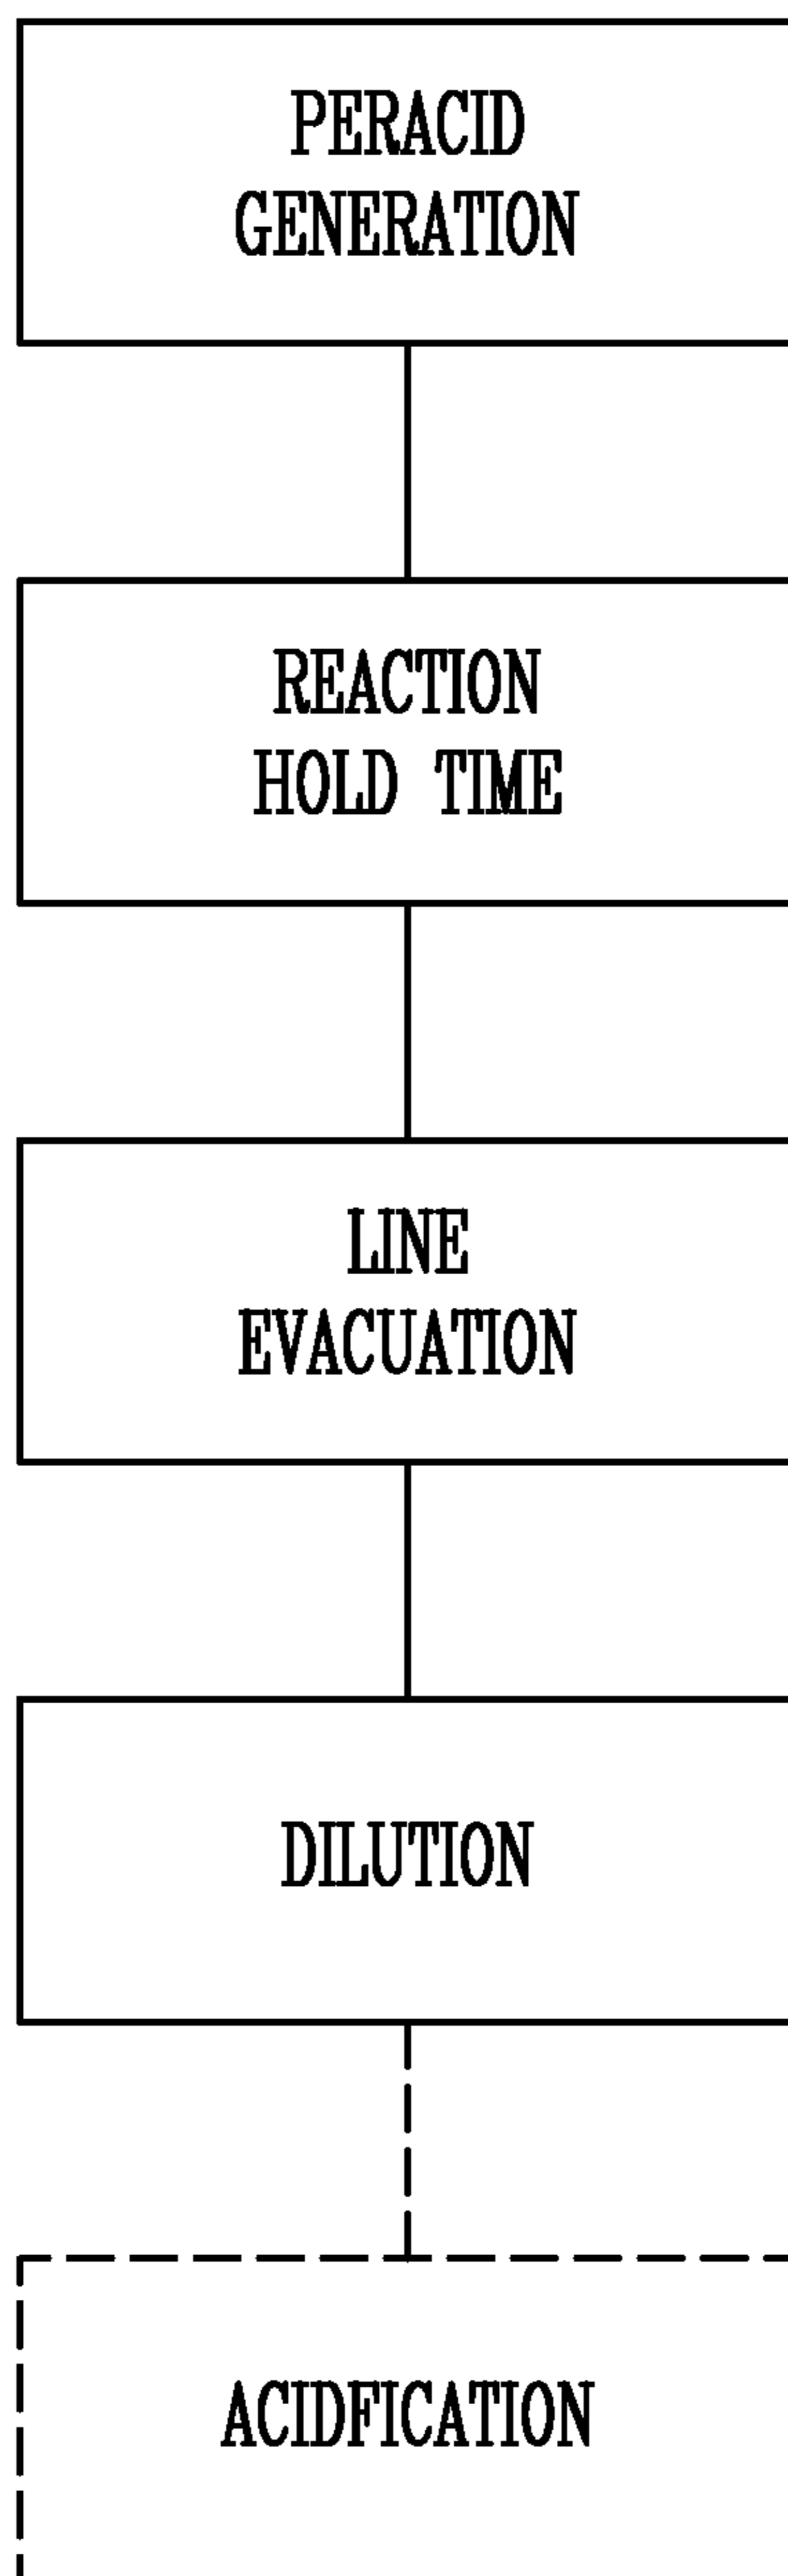 PERACID
GENERATION
REACTION
HOLD TIME
LINE
EVACUATION
DILUTION
ACIDFICATION